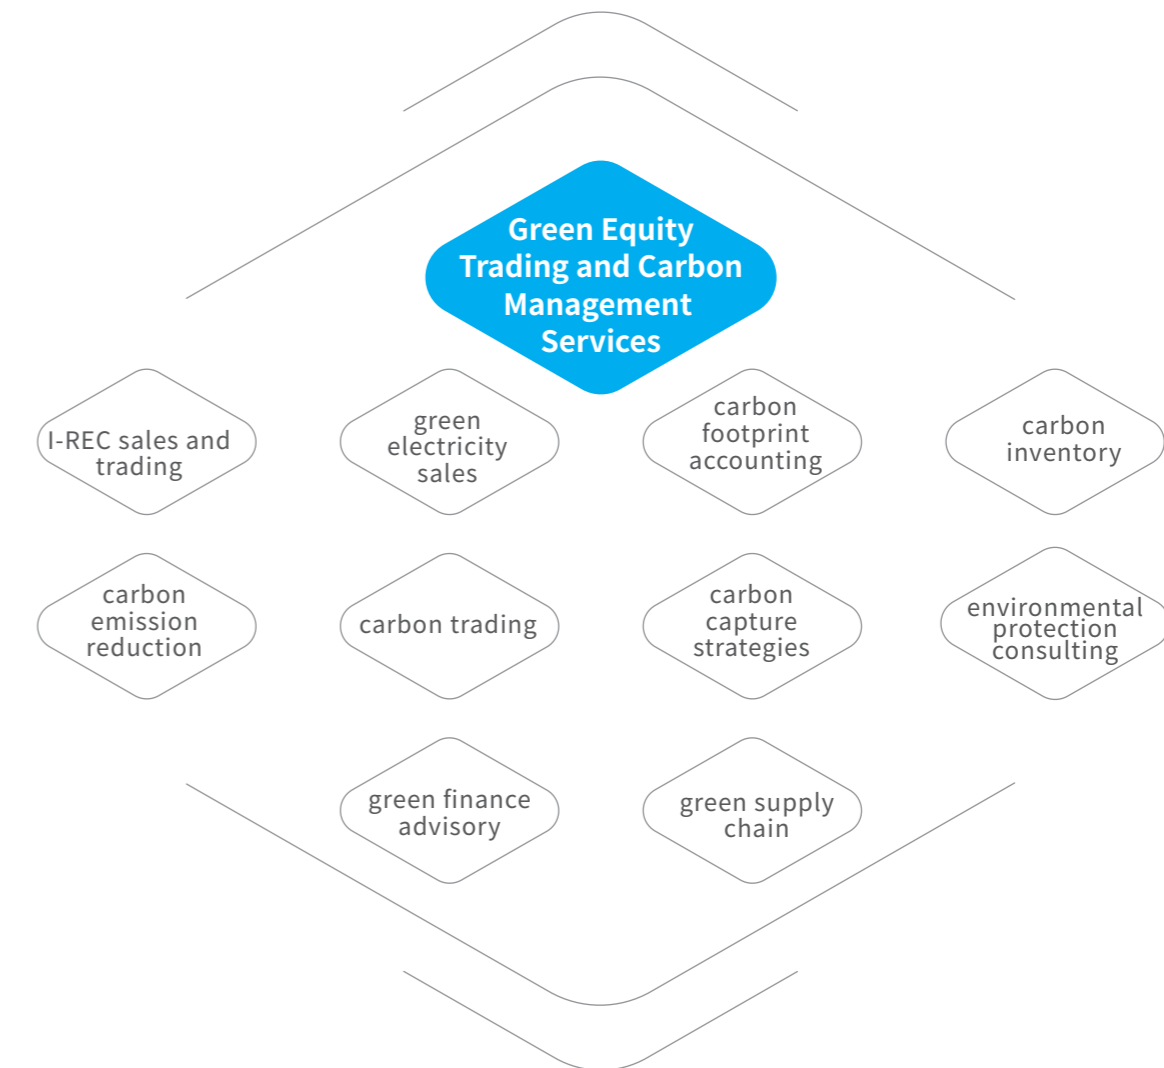 Green Equity
Trading and Carbon
Management
Services
I-REC sales and
trading
green
electricity
sales
carbon
footprint
accounting
carbon
inventory
carbon
emission
reduction
carbon trading
carbon
capture
strategies
environmental
protection
consulting
green finance
advisory
green supply
chain